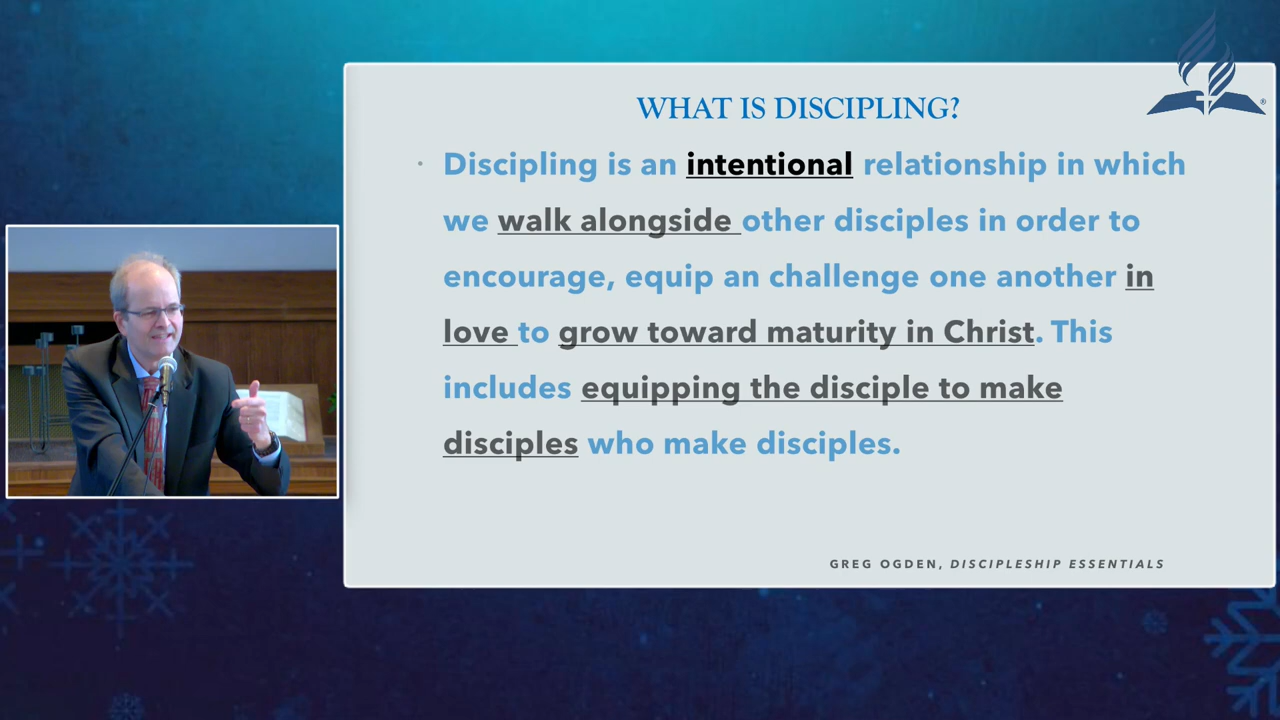 WHAT IS DISCIPLING?
• Discipling is an intentional relationship in which
we walk alongside other disciples in order to
encourage, equip an challenge one another in
love to grow toward maturity in Christ. This
includes equipping the disciple to make
disciples who make disciples.
GREG OGDEN, DISCIPLESHIP ESSENTIALS
®